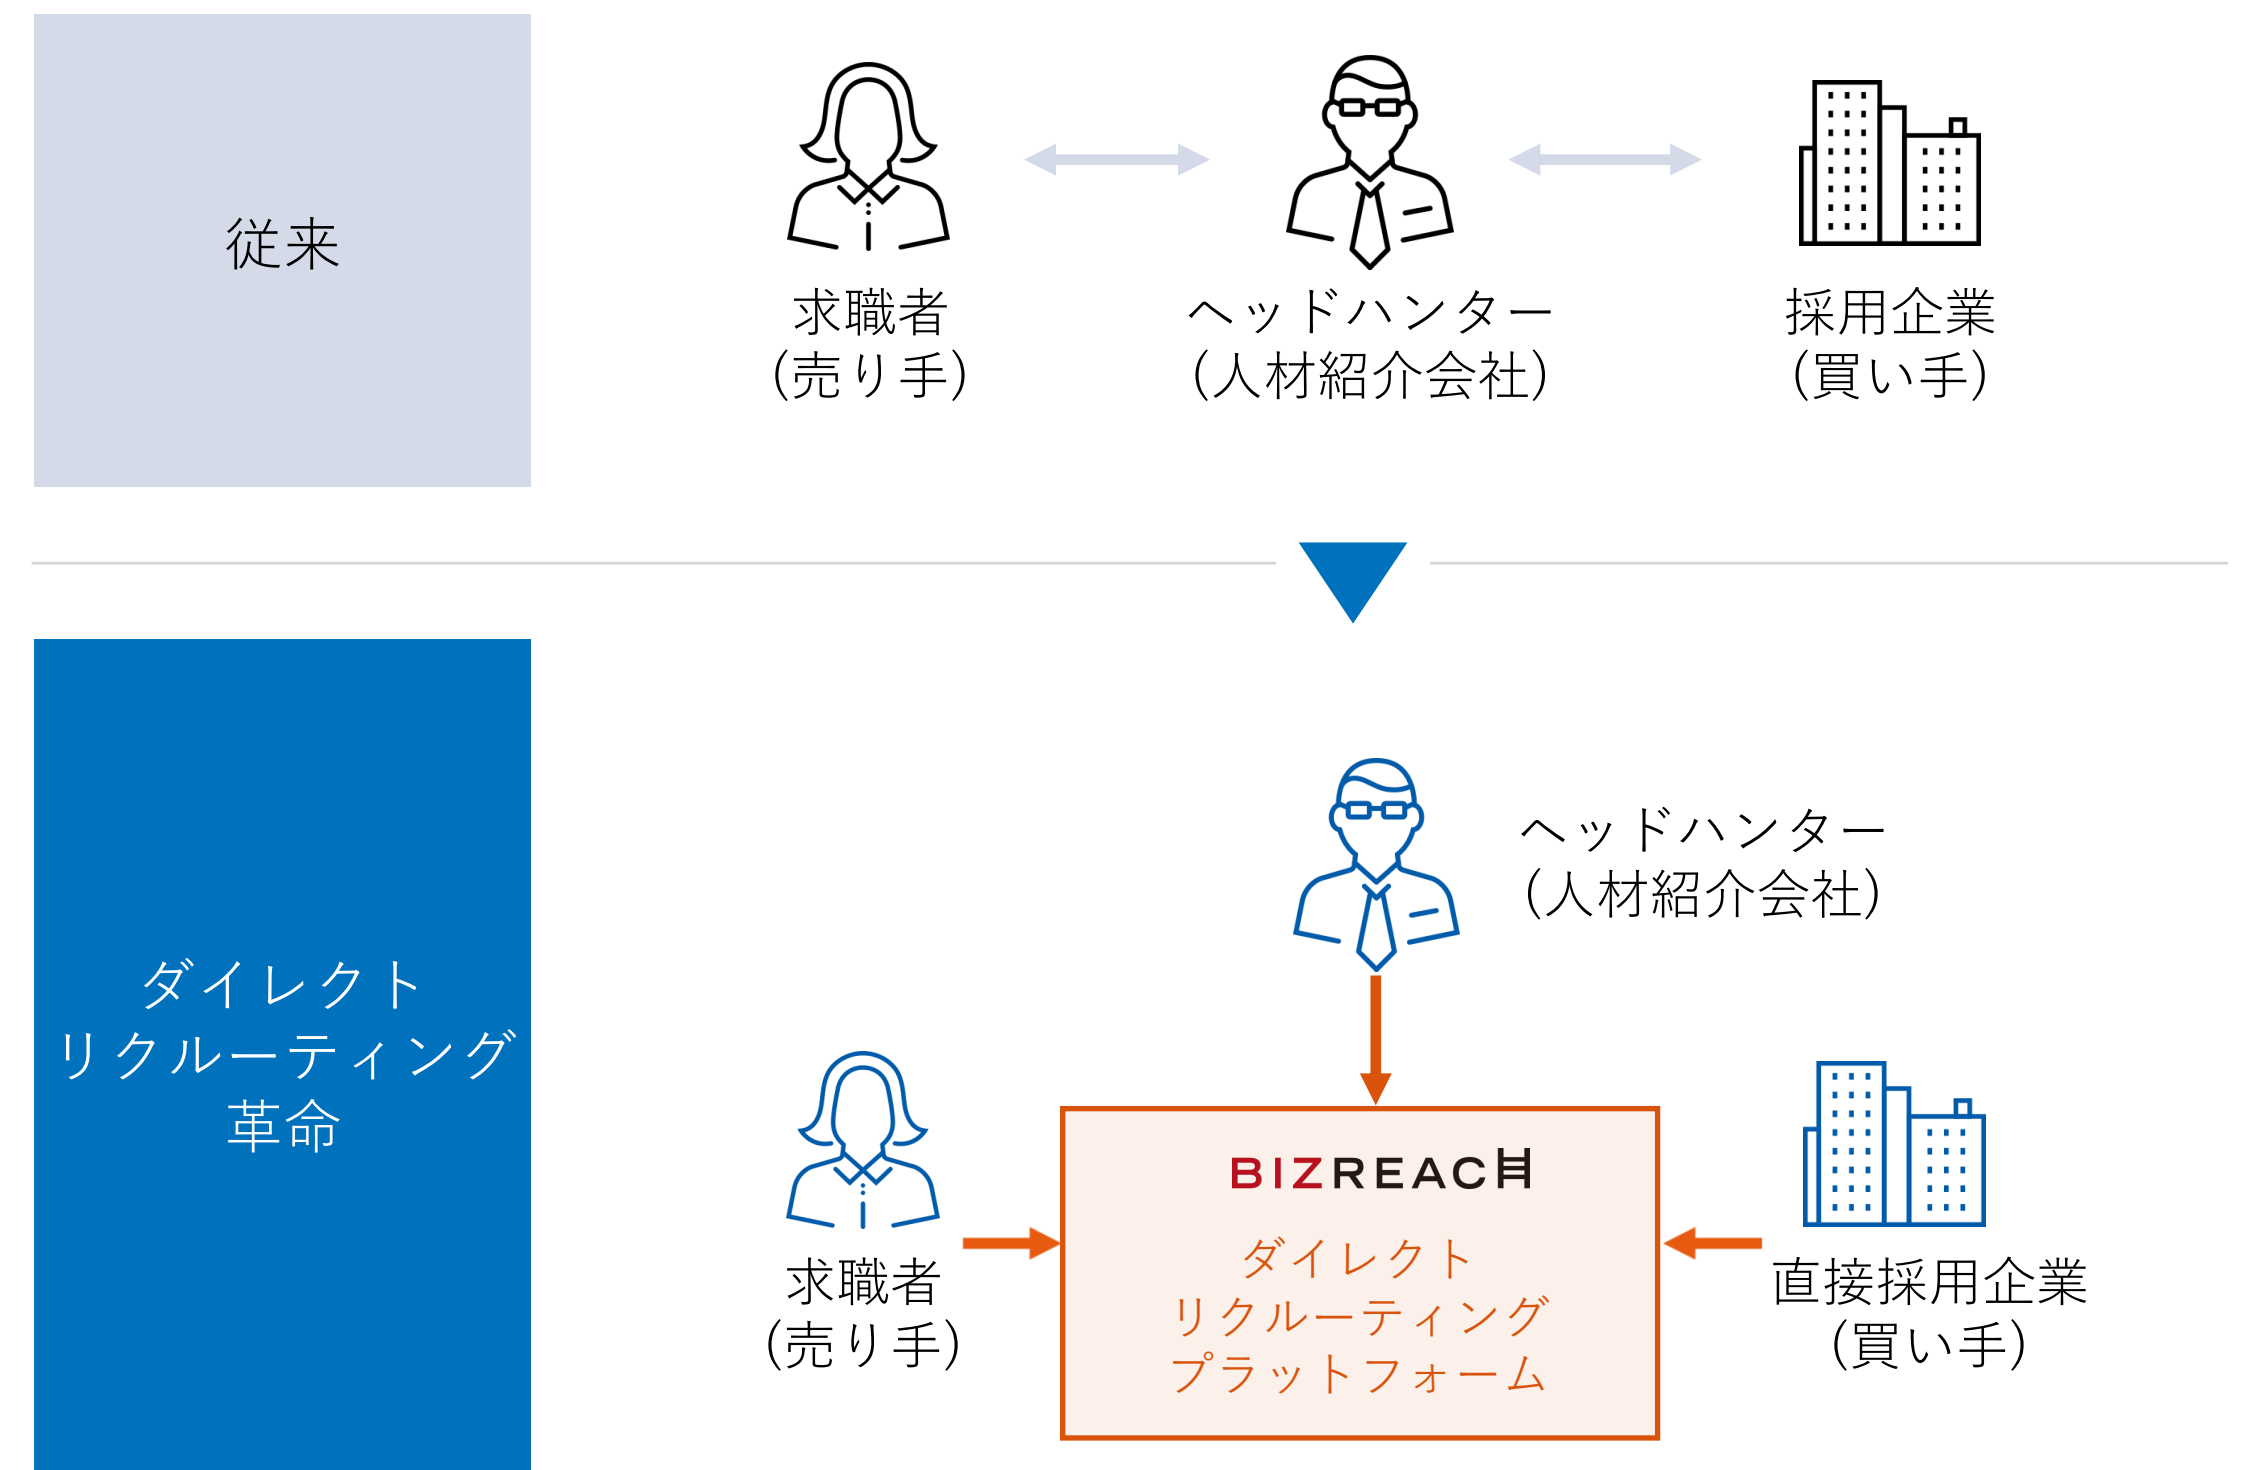 従来
求職者
(売り手)
ヘッドハンター
(人材紹介会社)
採用企業
(買い手)
ダイレクト
リクルーティング
革命
ヘッドハンター
(人材紹介会社)
求職者
(売り手)
BIZREACH
ダイレクト
リクルーティング
プラットフォーム
直接採用企業
(買い手)